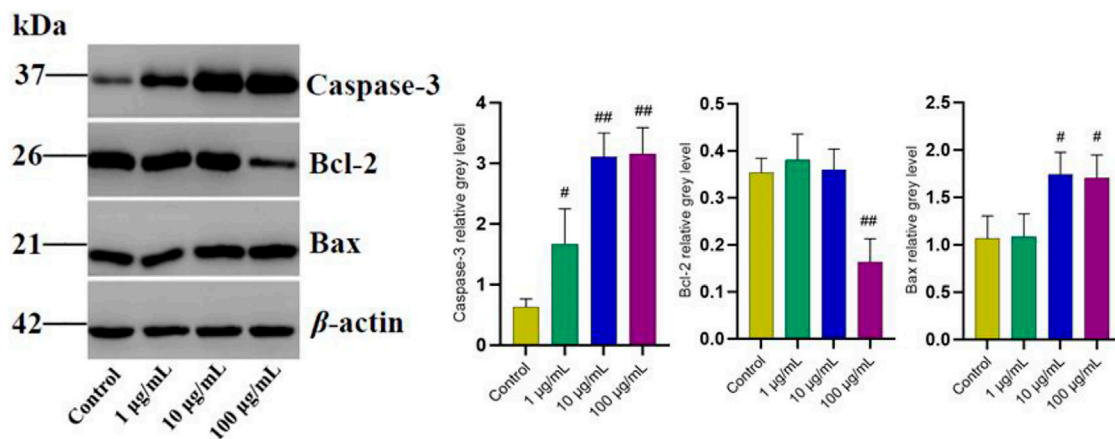 kDa
37
Caspase-3
26
Bcl-2
21
Bax
42
β-actin
Control
1 μg/mL
10 μg/mL
100 μg/mL
Caspase-3 relative grey level
4
3
2
1
0
#
##
##
Control
1 μg/mL
10 μg/mL
100 μg/mL
Bcl-2 relative grey level
0.5
0.4
0.3
0.2
0.1
0.0
##
Control
1 μg/mL
10 μg/mL
100 μg/mL
Bax relative grey level
2.5
2.0
1.5
1.0
0.5
0.0
#
#
Control
1 μg/mL
10 μg/mL
100 μg/mL